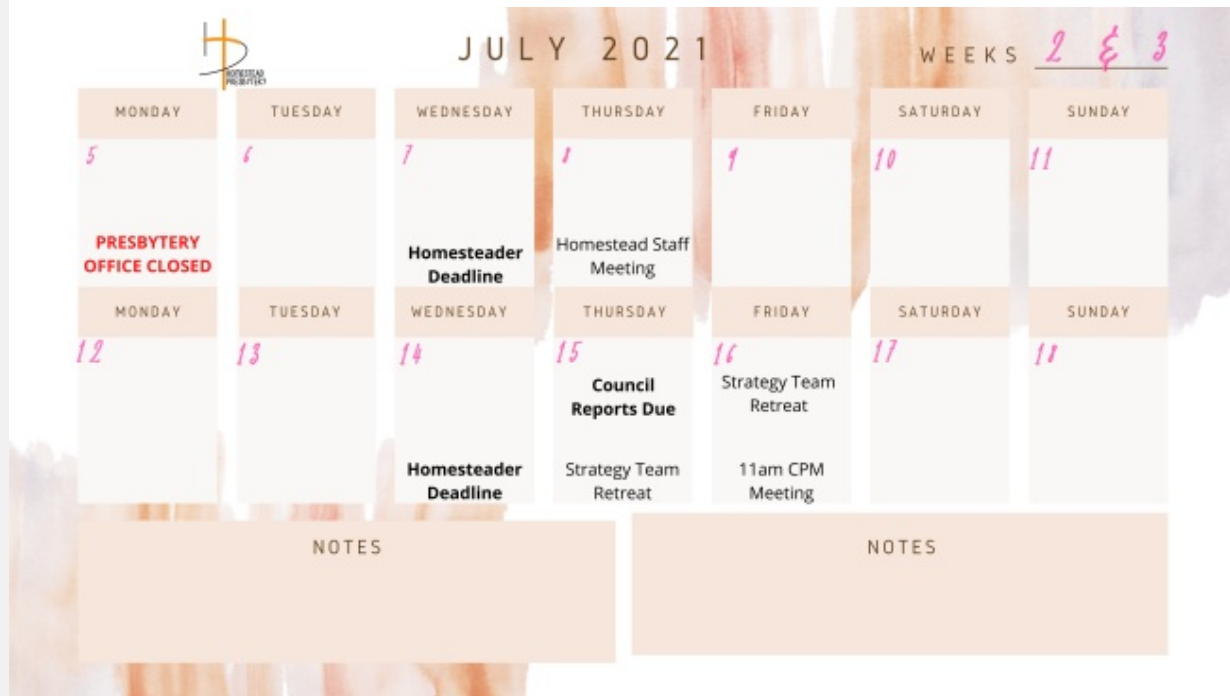 HOMESTEAD
PRESBYTERY
JULY 2021
WEEKS 2 & 3
MONDAY TUESDAY WEDNESDAY THURSDAY FRIDAY SATURDAY SUNDAY
5 6 7 8 9 10 11
PRESBYTERY
OFFICE CLOSED
Homesteader
Deadline
Homestead Staff
Meeting
MONDAY TUESDAY WEDNESDAY THURSDAY FRIDAY SATURDAY SUNDAY
12 13 14 15 16 17 18
Homesteader
Deadline
Council
Reports Due
Strategy Team
Retreat
Strategy Team
Retreat
11am CPM
Meeting
NOTES
NOTES